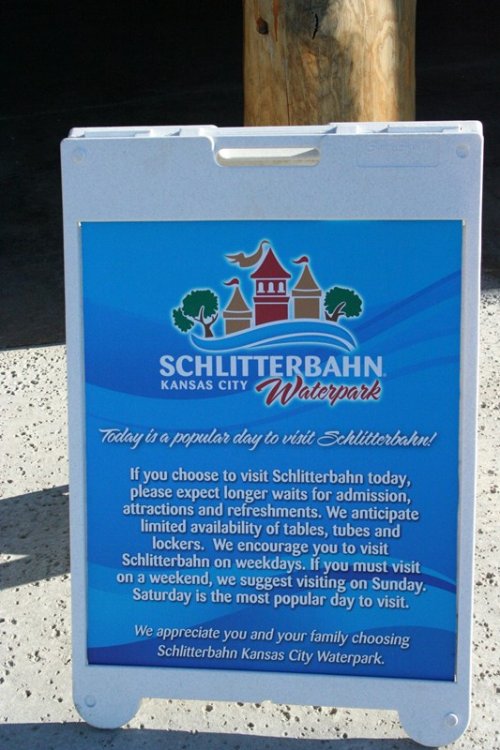 SCHLITTERBAHN
KANSAS CITY Waterpark
Today is a popular day to visit Schlitterbahn!
If you choose to visit Schlitterbahn today,
please expect longer waits for admission,
attractions and refreshments. We anticipate
limited availability of tables, tubes and
lockers. We encourage you to visit
Schlitterbahn on weekdays. If you must visit
on a weekend, we suggest visiting on Sunday.
Saturday is the most popular day to visit.
We appreciate you and your family choosing
Schlitterbahn Kansas City Waterpark.